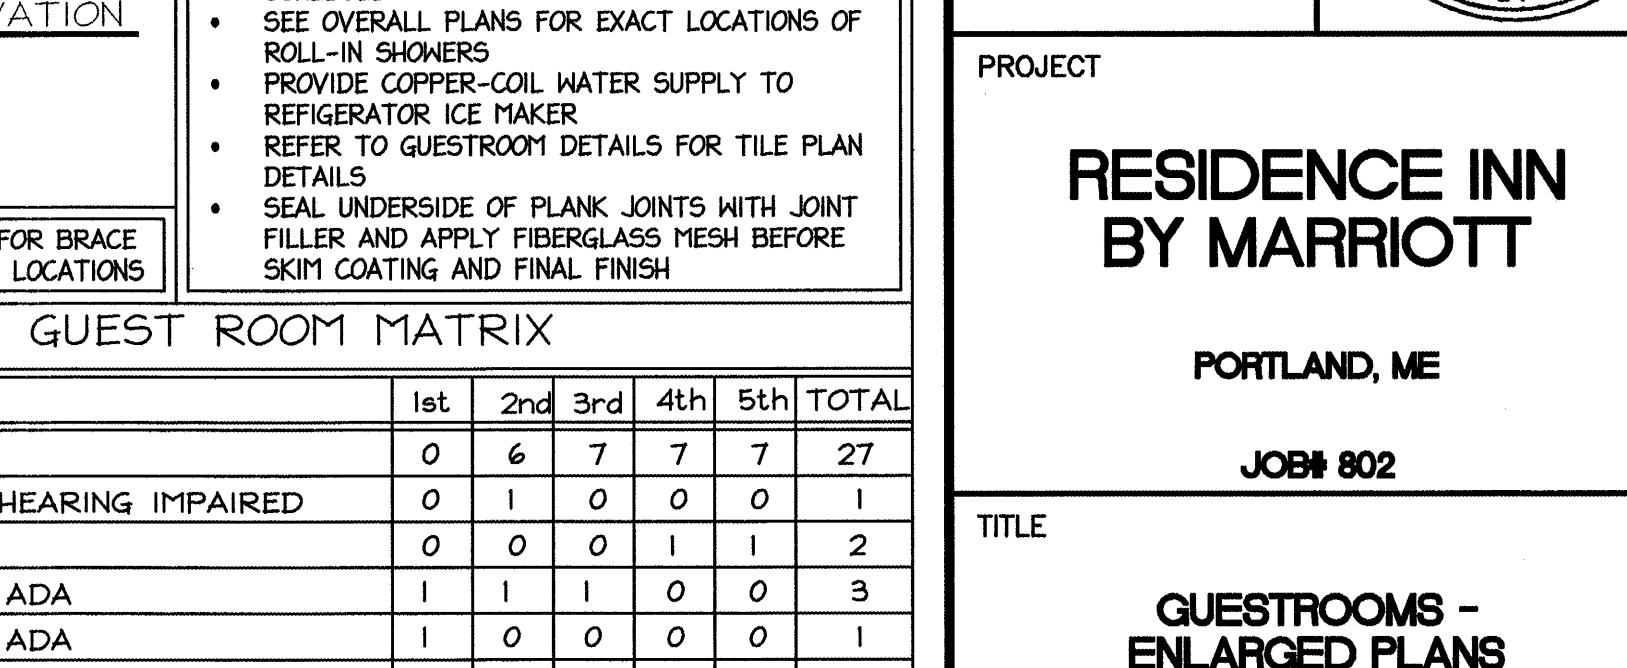 VATION
• SEE OVERALL PLANS FOR EXACT LOCATIONS OF
ROLL-IN SHOWERS
• PROVIDE COPPER-COIL WATER SUPPLY TO
REFIGERATOR ICE MAKER
• REFER TO GUESTROOM DETAILS FOR TILE PLAN
DETAILS
• SEAL UNDERSIDE OF PLANK JOINTS WITH JOINT
FILLER AND APPLY FIBERGLASS MESH BEFORE
SKIM COATING AND FINAL FINISH
FOR BRACE
LOCATIONS
GUEST ROOM MATRIX
1st 2nd 3rd 4th 5th TOTAL
0 6 7 7 7 27
HEARING IMPAIRED 0 1 0 0 0 1
0 0 0 1 1 2
ADA 1 1 1 0 0 3
ADA 1 0 0 0 0 1
PROJECT
RESIDENCE INN
BY MARRIOTT
PORTLAND, ME
JOB# 802
TITLE
GUESTROOMS -
ENLARGED PLANS